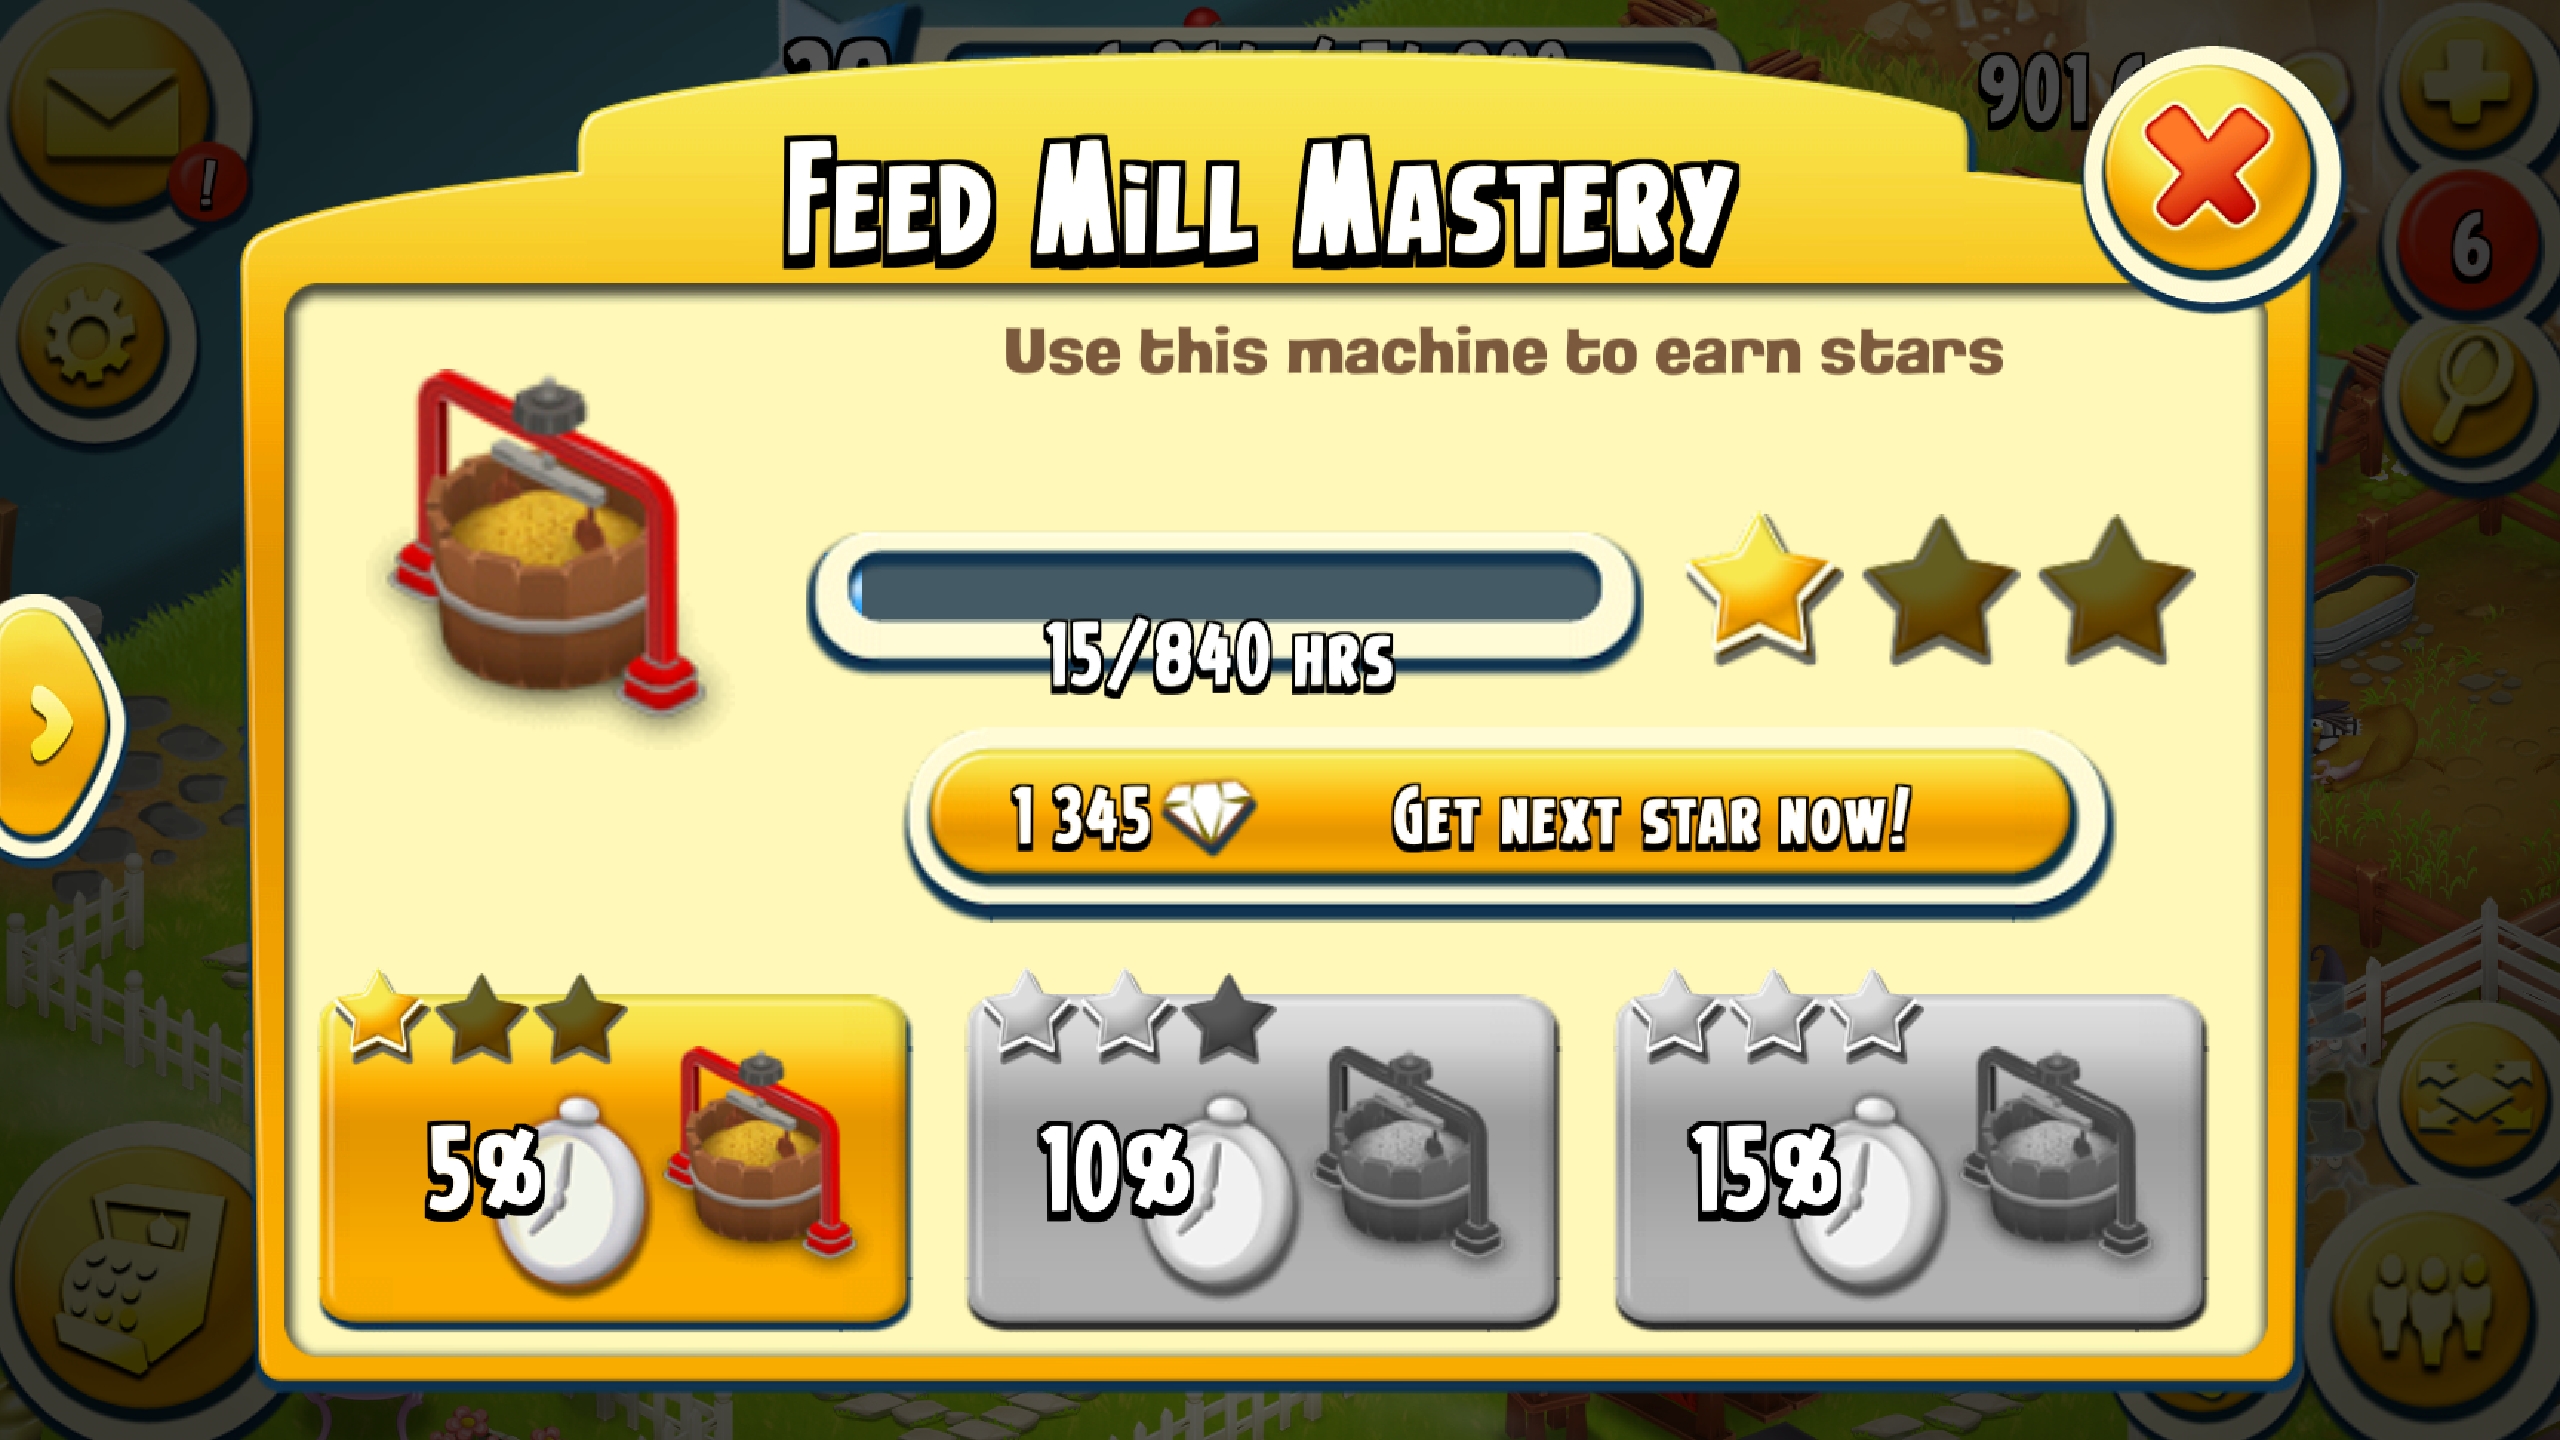 901
FEED MiLL MASTERY
!
6
Use this machine to earn stars
15/840 HRS
1 345 GET NEXT STAR NOW!
5%
10%
15%